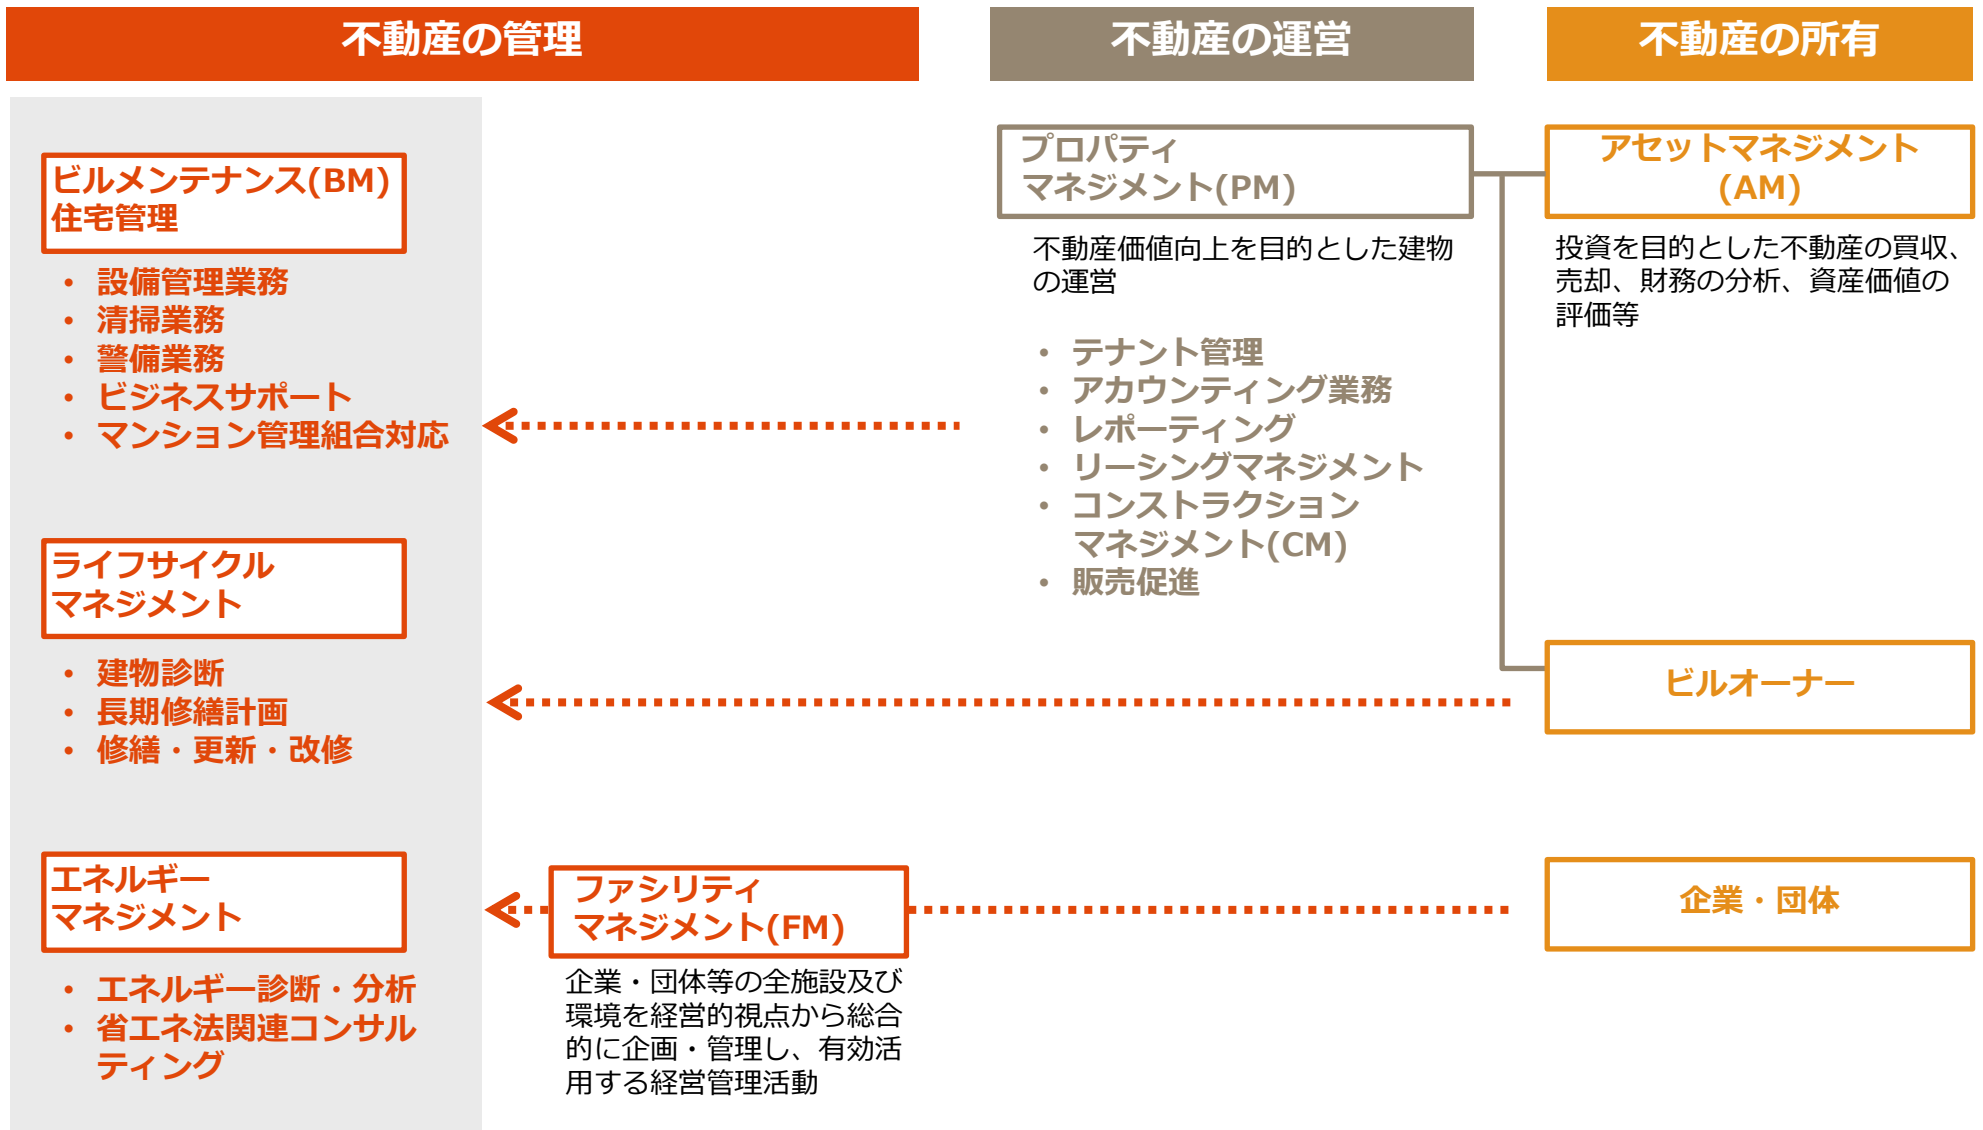 不動産の管理
不動産の運営
不動産の所有
ビルメンテナンス(BM)
住宅管理
• 設備管理業務
• 清掃業務
• 警備業務
• ビジネスサポート
• マンション管理組合対応
ライフサイクル
マネジメント
• 建物診断
• 長期修繕計画
• 修繕・更新・改修
エネルギー
マネジメント
• エネルギー診断・分析
• 省エネ法関連コンサル
ティング
ファシリティ
マネジメント(FM)
企業・団体等の全施設及び
環境を経営的視点から総合
的に企画・管理し、有効活
用する経営管理活動
プロパティ
マネジメント(PM)
不動産価値向上を目的とした建物
の運営
• テナント管理
• アカウンティング業務
• レポーティング
• リーシングマネジメント
• コンストラクション
マネジメント(CM)
• 販売促進
アセットマネジメント
(AM)
投資を目的とした不動産の買収、
売却、財務の分析、資産価値の
評価等
ビルオーナー
企業・団体